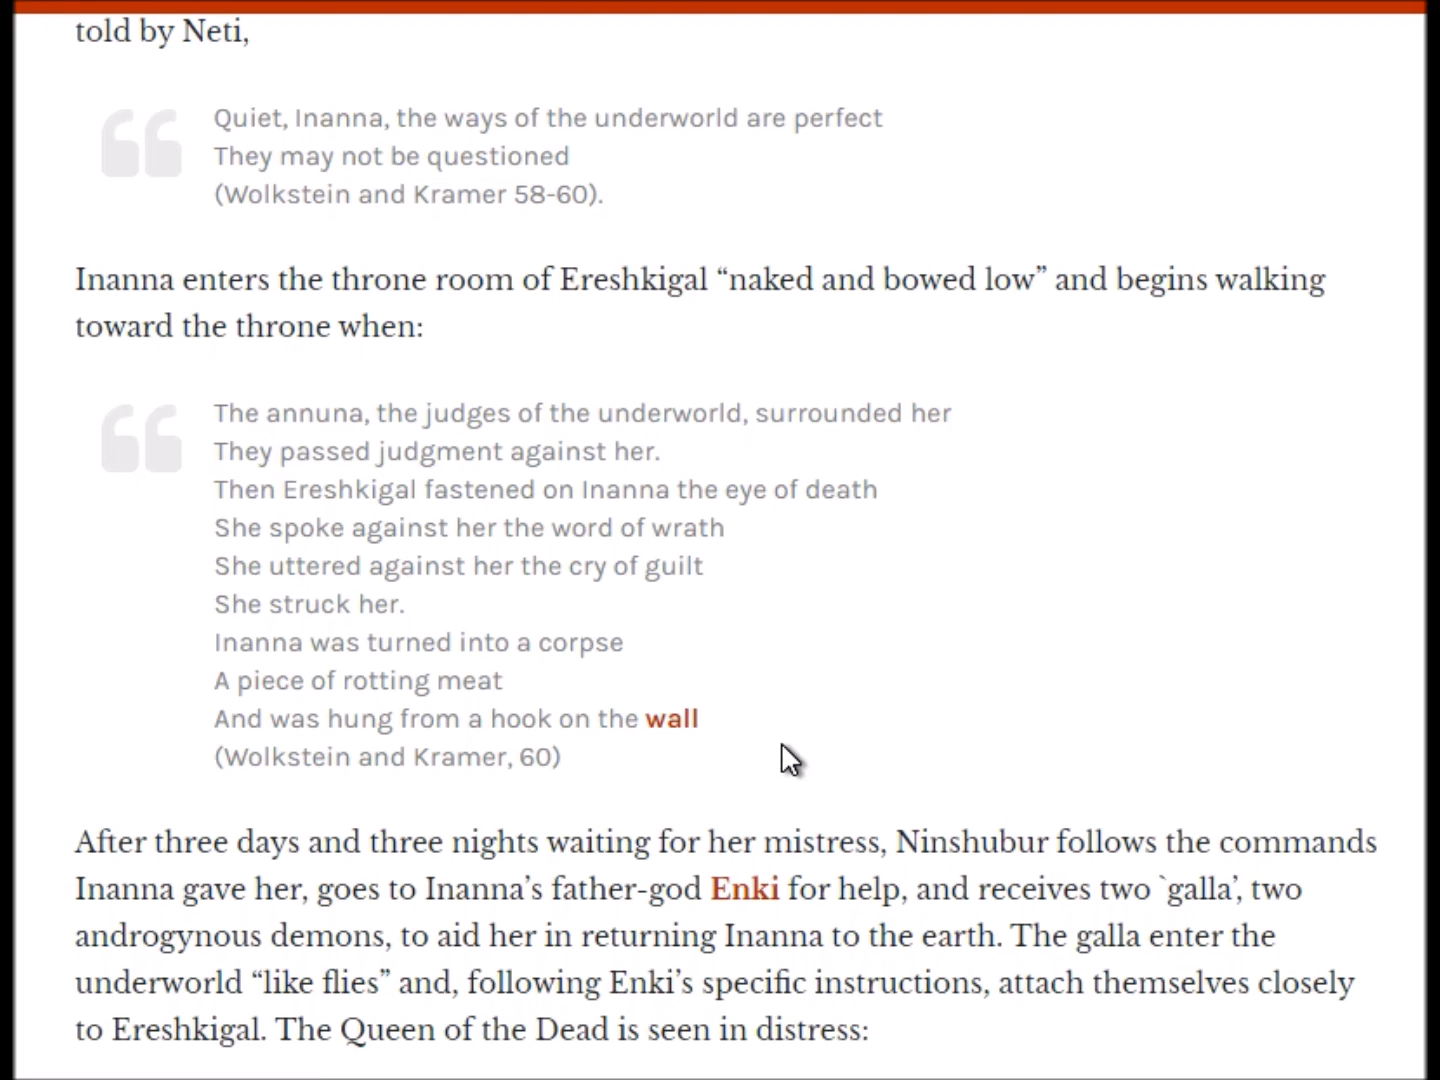 told by Neti,
Quiet, Inanna, the ways of the underworld are perfect
They may not be questioned
(Wolkstein and Kramer 58-60).
Inanna enters the throne room of Ereshkigal “naked and bowed low” and begins walking
toward the throne when:
The annuna, the judges of the underworld, surrounded her
They passed judgment against her.
Then Ereshkigal fastened on Inanna the eye of death
She spoke against her the word of wrath
She uttered against her the cry of guilt
She struck her.
Inanna was turned into a corpse
A piece of rotting meat
And was hung from a hook on the wall
(Wolkstein and Kramer, 60)
After three days and three nights waiting for her mistress, Ninshubur follows the commands
Inanna gave her, goes to Inanna’s father-god Enki for help, and receives two `galla’, two
androgynous demons, to aid her in returning Inanna to the earth. The galla enter the
underworld “like flies” and, following Enki’s specific instructions, attach themselves closely
to Ereshkigal. The Queen of the Dead is seen in distress: